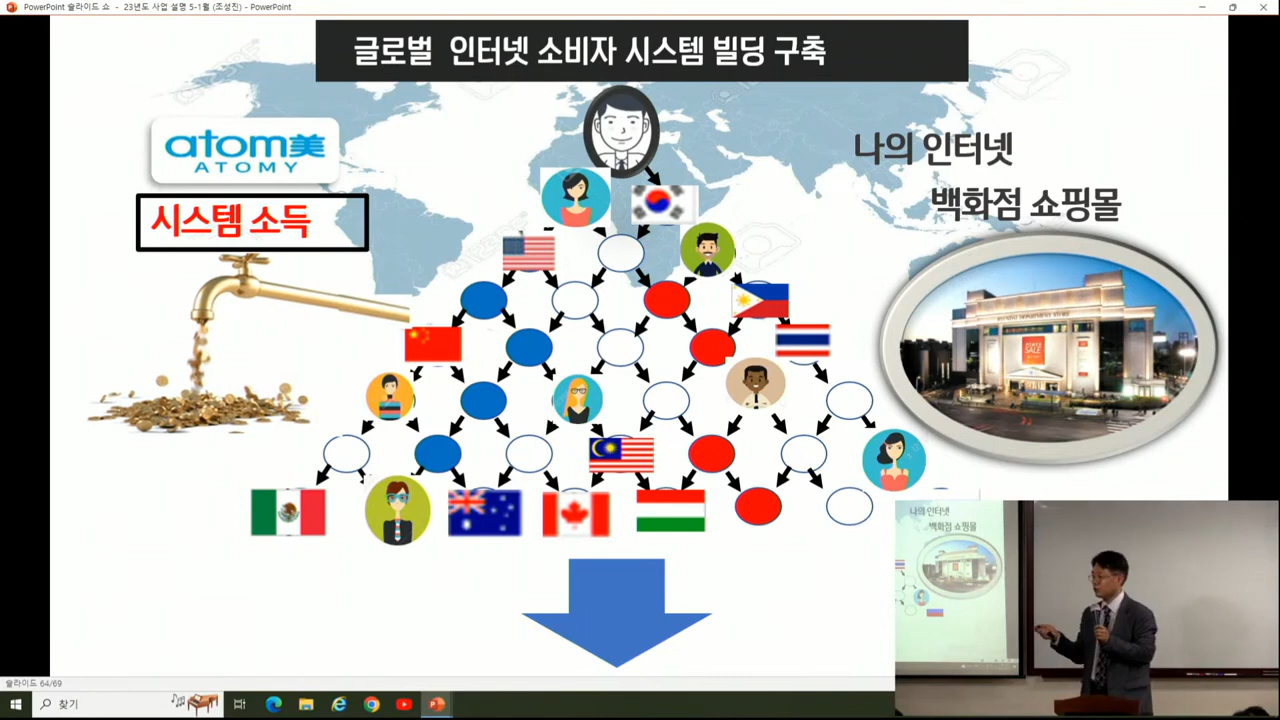 PowerPoint 슬라이드 쇼 - 23년도 사업 설명 5-1월 (조성진) - PowerPoint
글로벌 인터넷 소비자 시스템 빌딩 구축
atom美
ATOMY
시스템 소득
나의 인터넷
백화점 쇼핑몰
POWER
SALE
나의 인터넷
백화점 쇼핑몰
슬라이드 64/69
찾기